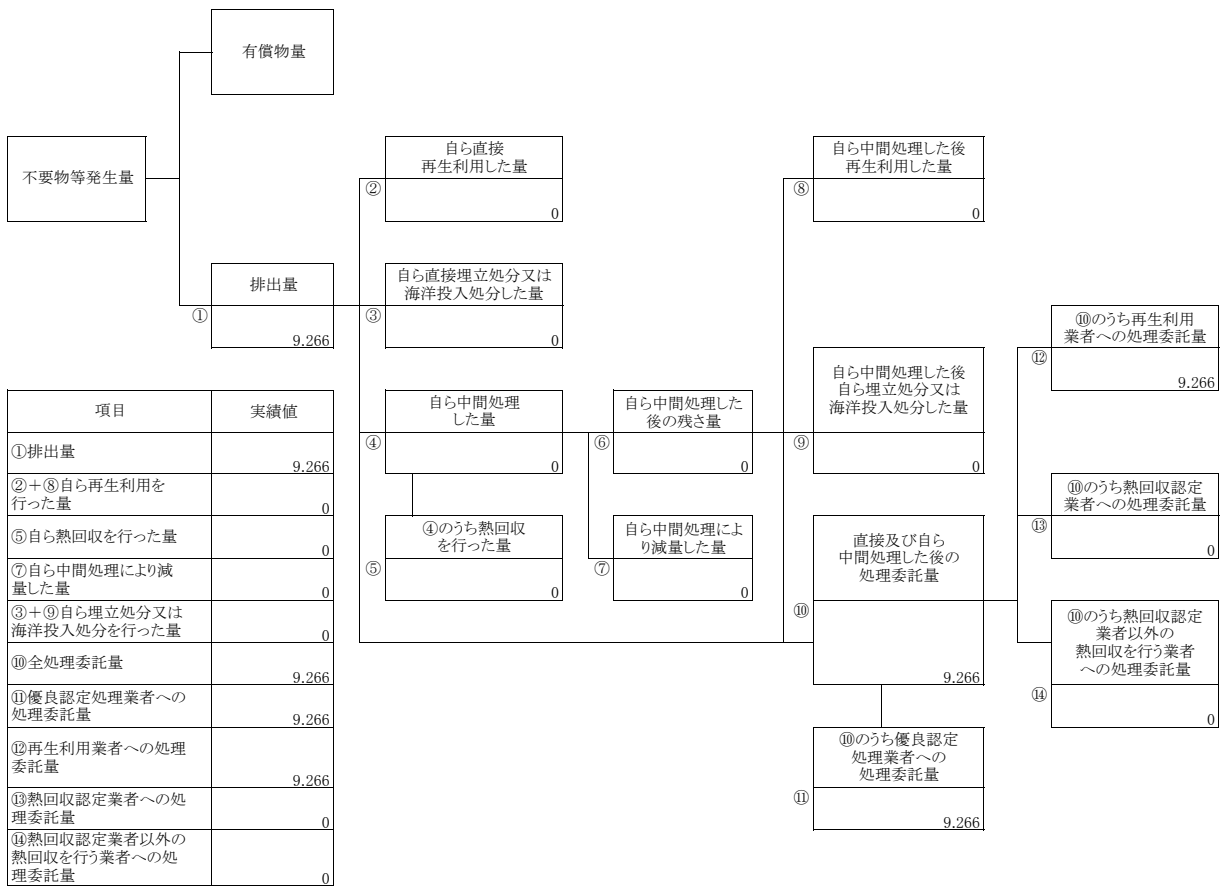 有償物量
不要物等発生量
自ら直接
再生利用した量
②
0
自ら中間処理した後
再生利用した量
⑧
0
排出量
①
9.266
自ら直接埋立処分又は
海洋投入処分した量
③
0
⑩のうち再生利用
業者への処理委託量
⑫
9.266
自ら中間処理
した量
④
0
自ら中間処理した
後の残さ量
⑥
0
自ら中間処理した後
自ら埋立処分又は
海洋投入処分した量
⑨
0
⑩のうち熱回収認定
業者への処理委託量
⑬
0
④のうち熱回収
を行った量
⑤
0
自ら中間処理によ
り減量した量
⑦
0
直接及び自ら
中間処理した後の
処理委託量
⑩
9.266
⑩のうち熱回収認定
業者以外の
熱回収を行う業者
への処理委託量
⑭
0
⑩のうち優良認定
処理業者への
処理委託量
⑪
9.266
項目 実績値
①排出量
9.266
②+⑧自ら再生利用を
行った量
0
⑤自ら熱回収を行った量
0
⑦自ら中間処理により減
量した量
0
③+⑨自ら埋立処分又は
海洋投入処分を行った量
0
⑩全処理委託量
9.266
⑪優良認定処理業者への
処理委託量
9.266
⑫再生利用業者への処理
委託量
9.266
⑬熱回収認定業者への処
理委託量
0
⑭熱回収認定業者以外の
熱回収を行う業者への処
理委託量
0